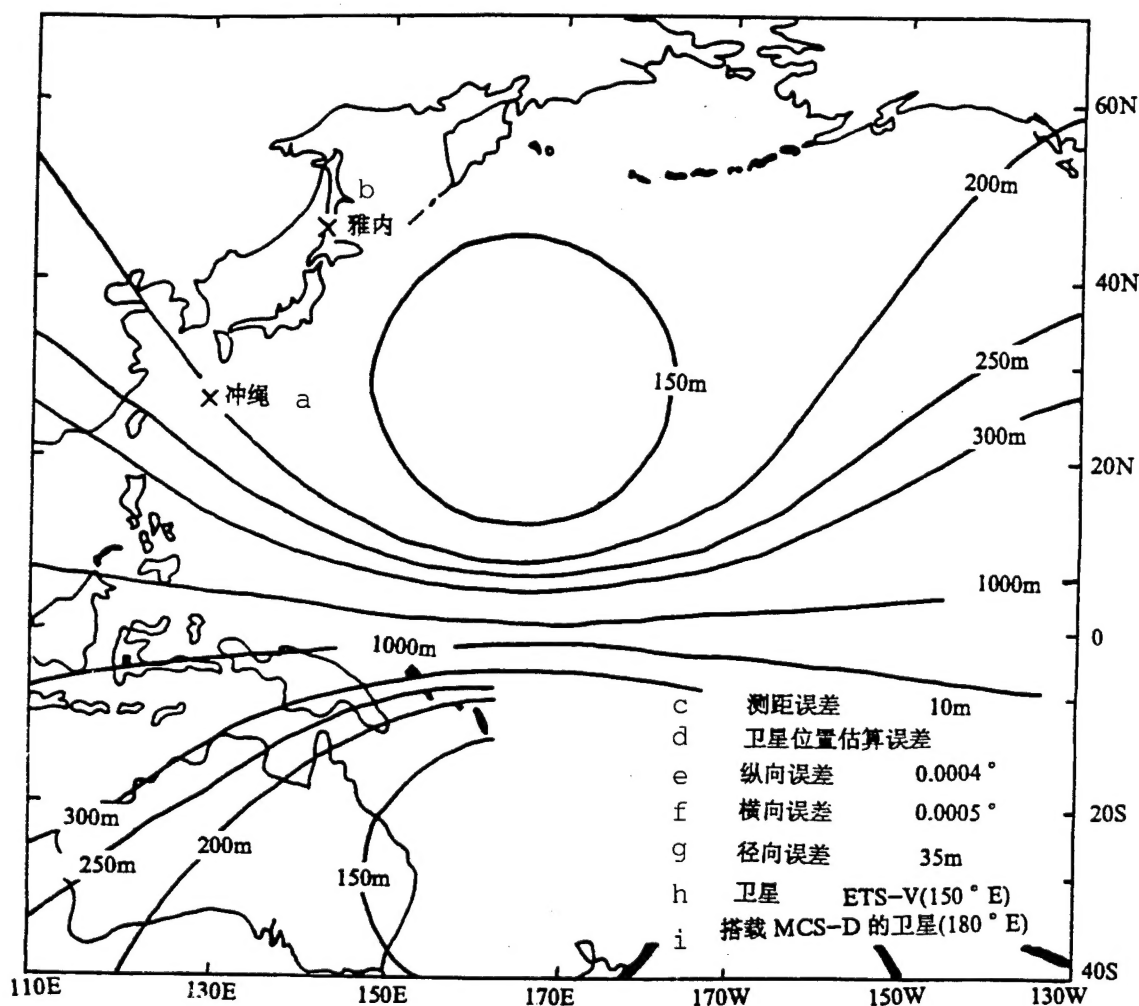 60N
200m
b
雅内
40N
250m
150m
冲绳 a
300m
20N
1000m
1000m
0
c 测距误差 10m
d 卫星位置估算误差
e 纵向误差 0.0004°
f 横向误差 0.0005°
g 径向误差 35m
h 卫星 ETS-V(150°E)
i 搭载 MCS-D 的卫星(180°E)
300m
250m
200m
150m
20S
40S
110E 130E 150E 170E 170W 150W 130W